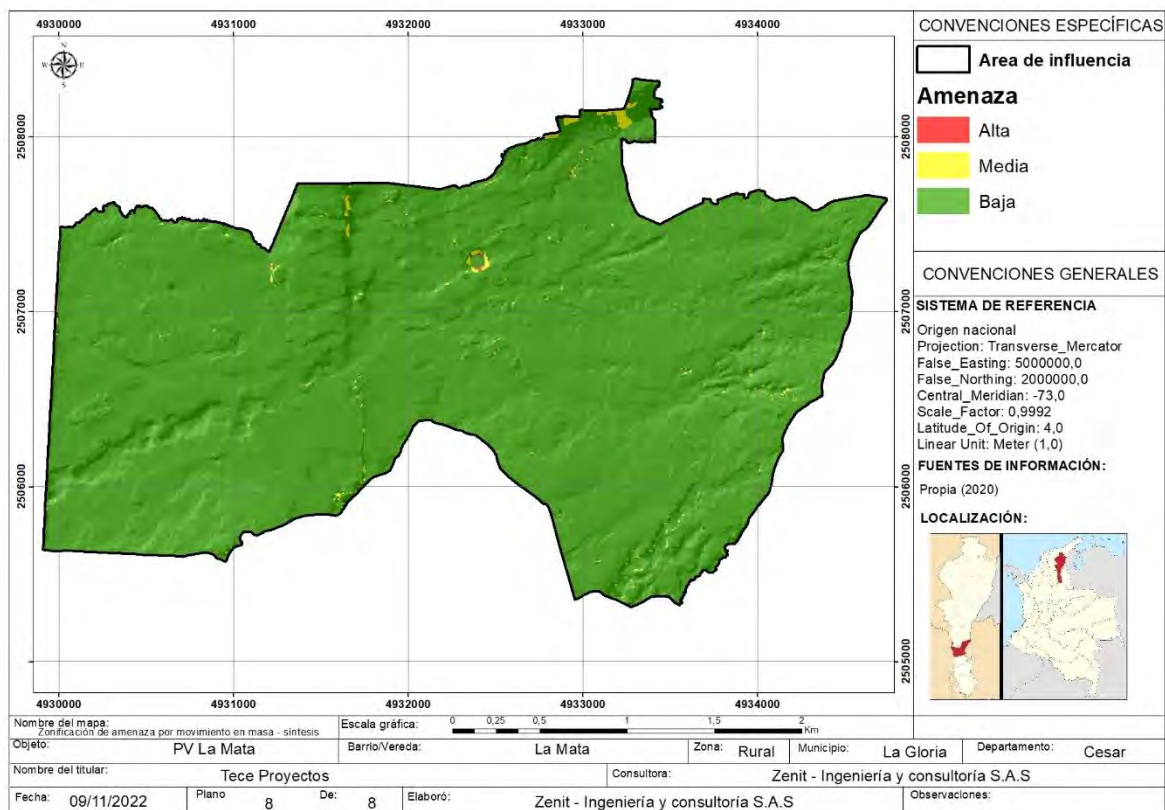 4930000 4931000 4932000 4933000 4934000
N
W E
S
2508000 2508000
2507000 2507000
2506000 2506000
2505000 2505000
4930000 4931000 4932000 4933000 4934000
CONVENCIONES ESPECÍFICAS
Area de influencia
Amenaza
Alta
Media
Baja
CONVENCIONES GENERALES
SISTEMA DE REFERENCIA
Origen nacional
Projection: Transverse_Mercator
False_Easting: 5000000,0
False_Northing: 2000000,0
Central_Meridian: -73,0
Scale_Factor: 0,9992
Latitude_Of_Origin: 4,0
Linear Unit: Meter (1,0)
FUENTES DE INFORMACIÓN:
Propia (2020)
LOCALIZACIÓN:
Nombre del mapa:
Zonificación de amenaza por movimiento en masa - síntesis
Escala gráfica: 0 0,25 0,5 1 1,5 2
Km
Objeto: PV La Mata Barrio/Vereda: La Mata Zona: Rural Municipio: La Gloria Departamento: Cesar
Nombre del titular: Tece Proyectos Consultora: Zenit - Ingeniería y consultoría S.A.S
Fecha: 09/11/2022 Plano 8 De: 8 Elaboró: Zenit - Ingeniería y consultoría S.A.S Observaciones: